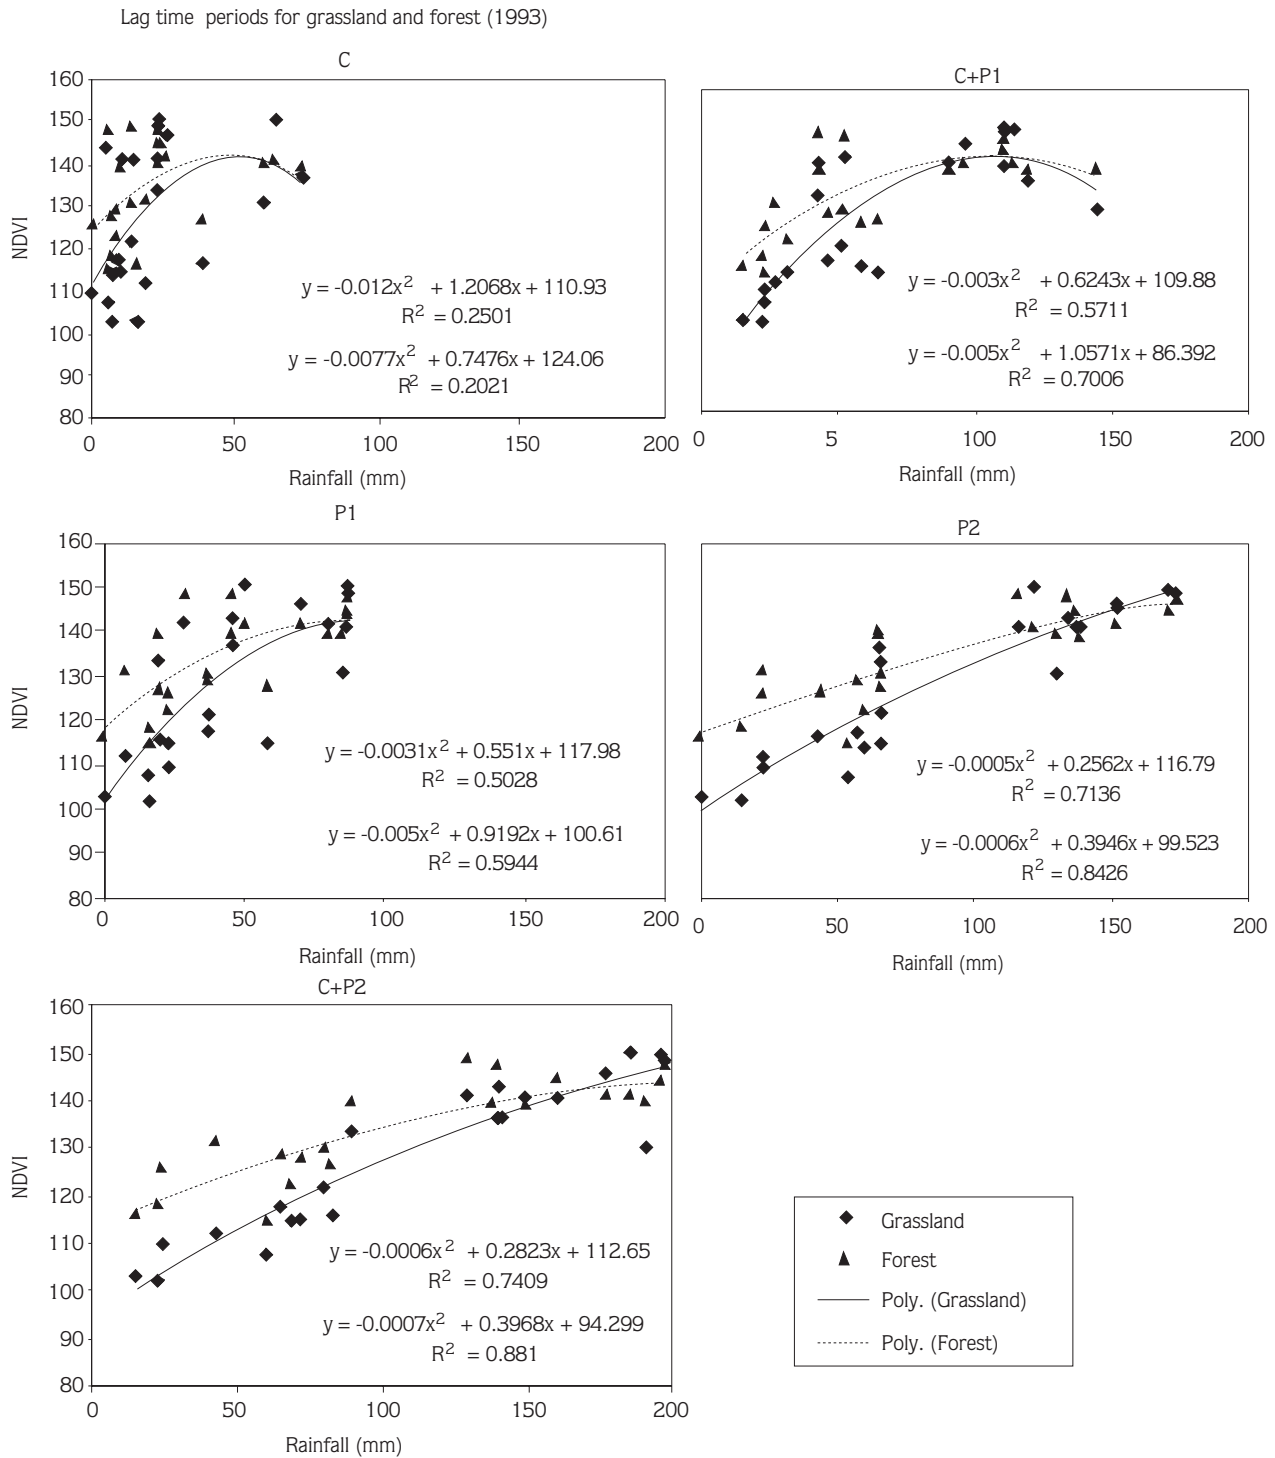 Lag time periods for grassland and forest (1993)
C
160
150
140
130
120
110
100
90
80
NDVI
y = -0.012x² + 1.2068x + 110.93
R² = 0.2501
y = -0.0077x² + 0.7476x + 124.06
R² = 0.2021
0 50 100 150 200
Rainfall (mm)
C+P1
y = -0.003x² + 0.6243x + 109.88
R² = 0.5711
y = -0.005x² + 1.0571x + 86.392
R² = 0.7006
0 5 100 150 200
Rainfall (mm)
P1
160
150
140
130
120
110
100
90
80
NDVI
y = -0.0031x² + 0.551x + 117.98
R² = 0.5028
y = -0.005x² + 0.9192x + 100.61
R² = 0.5944
0 50 100 150 200
Rainfall (mm)
P2
y = -0.0005x² + 0.2562x + 116.79
R² = 0.7136
y = -0.0006x² + 0.3946x + 99.523
R² = 0.8426
0 50 100 150 200
Rainfall (mm)
C+P2
160
150
140
130
120
110
100
90
80
NDVI
y = -0.0006x² + 0.2823x + 112.65
R² = 0.7409
y = -0.0007x² + 0.3968x + 94.299
R² = 0.881
0 50 100 150 200
Rainfall (mm)
Grassland
Forest
Poly. (Grassland)
Poly. (Forest)